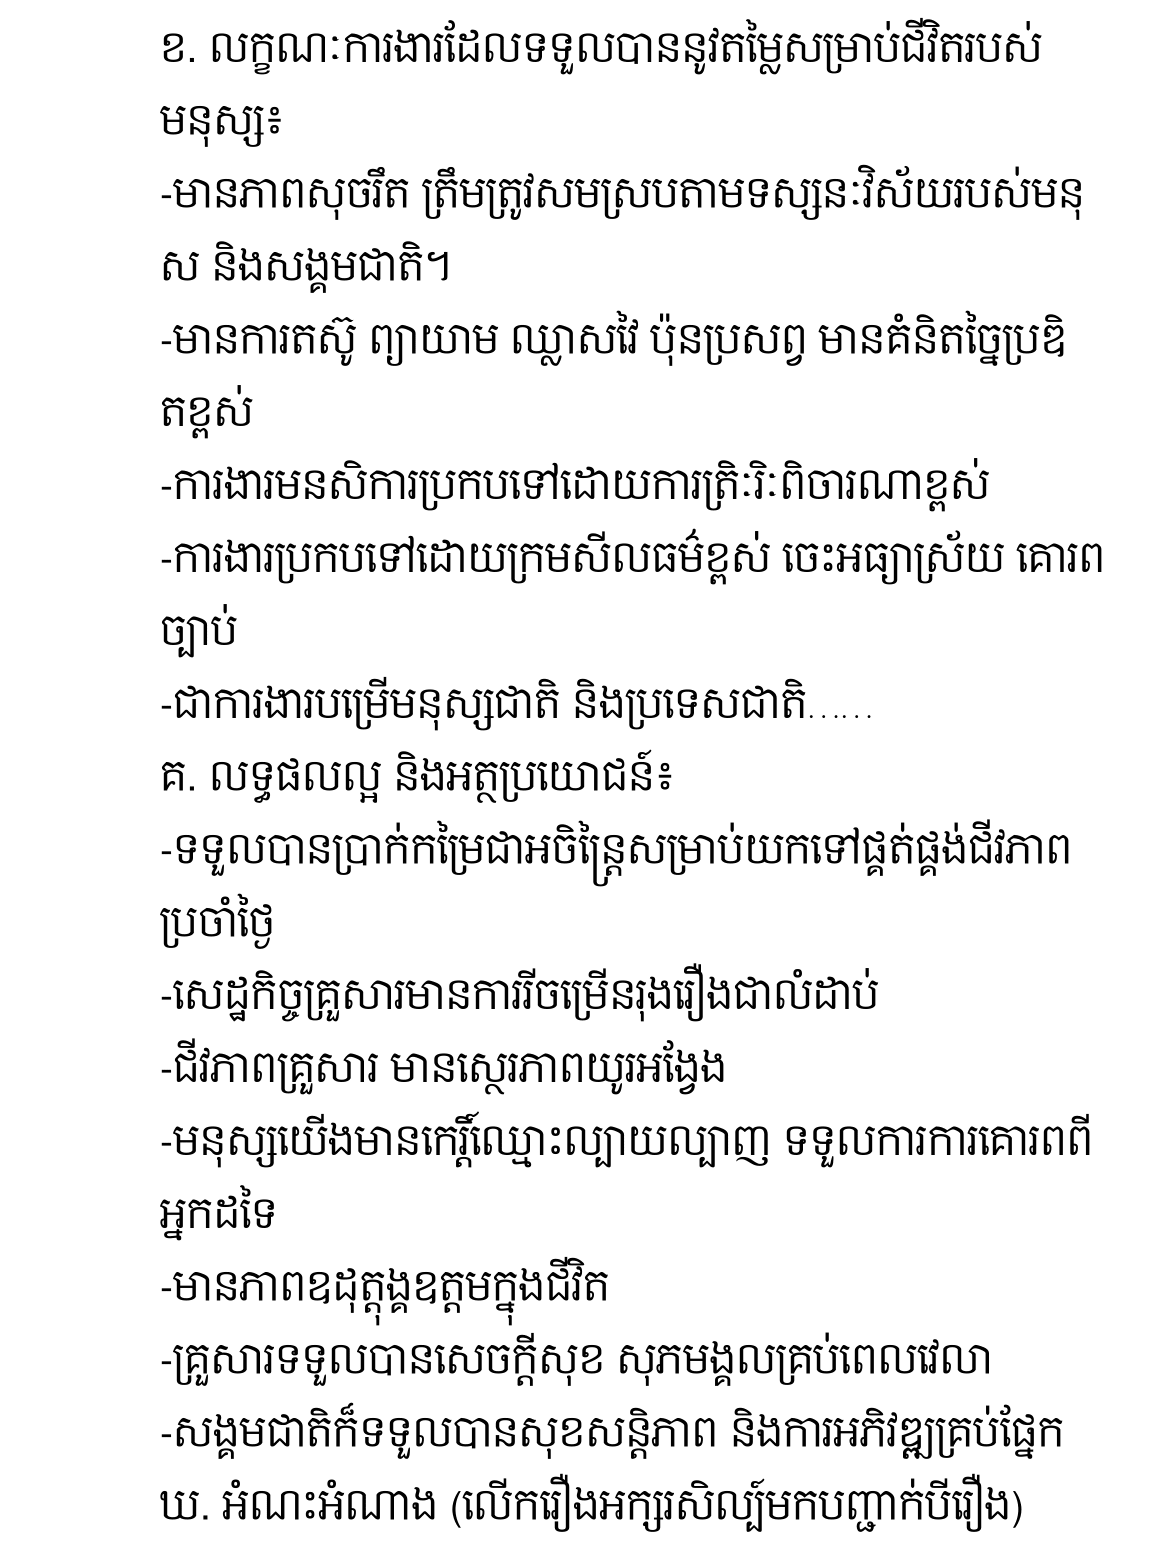 ខ. លក្ខណៈការងារដែលទទួលបាននូវតម្លៃសម្រាប់ជីវិតរបស់
មនុស្ស៖
-មានភាពសុចរឹត ត្រឹមត្រូវសមស្របតាមទស្សនៈវិស័យរបស់មនុ
ស និងសង្គមជាតិ។
-មានការតស៊ូ ព្យាយាម ឈ្លាសវៃ ប៉ុនប្រសព្វ មានគំនិតច្នៃប្រឌិ
តខ្ពស់
-ការងារមនសិការប្រកបទៅដោយការត្រិៈរិៈពិចារណាខ្ពស់
-ការងារប្រកបទៅដោយក្រមសីលធម៌ខ្ពស់ ចេះអធ្យាស្រ័យ គោរព
ច្បាប់
-ជាការងារបម្រើមនុស្សជាតិ និងប្រទេសជាតិ......
គ. លទ្ធផលល្អ និងអត្ថប្រយោជន៍៖
-ទទួលបានប្រាក់កម្រៃជាអចិន្ត្រៃសម្រាប់យកទៅផ្គត់ផ្គង់ជីវភាព
ប្រចាំថ្ងៃ
-សេដ្ឋកិច្ចគ្រួសារមានការរីចម្រើនរុងរឿងជាលំដាប់
-ជីវភាពគ្រួសារ មានស្ថេរភាពយូរអង្វែង
-មនុស្សយើងមានកេរ្តិ៍ឈ្មោះល្បាយល្បាញ ទទួលការការគោរពពី
អ្នកដទៃ
-មានភាពឧដុត្តុង្គឧត្តមក្នុងជីវិត
-គ្រួសារទទួលបានសេចក្តីសុខ សុភមង្គលគ្រប់ពេលវេលា
-សង្គមជាតិក៏ទទួលបានសុខសន្តិភាព និងការអភិវឌ្ឍគ្រប់ផ្នែក
ឃ. អំណះអំណាង (លើករឿងអក្សរសិល្ប៍មកបញ្ជាក់បីរឿង)